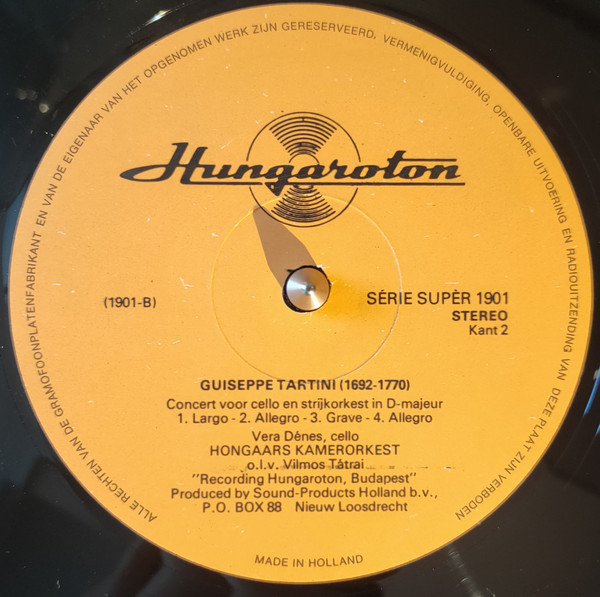 ALLE RECHTEN VAN DE GRAMOFOONPLATENFABRIKANT EN VAN DE EIGENAAR VAN HET OPGENOMEN WERK ZIJN GERESERVEERD. VERMENIGVULDIGING, OPENBARE UITVOERING EN RADIOUITZENDING VAN DEZE PLAAT ZIJN VERBODEN
Hungaroton
(1901-B)
SÉRIE SUPÈR 1901
STEREO
Kant 2
GUISEPPE TARTINI (1692-1770)
Concert voor cello en strijkorkest in D-majeur
1. Largo - 2. Allegro - 3. Grave - 4. Allegro
Vera Dénes, cello
HONGAARS KAMERORKEST
o.l.v. Vilmos Tátrai
"Recording Hungaroton, Budapest"
Produced by Sound-Products Holland b.v.,
P.O. BOX 88 Nieuw Loosdrecht
MADE IN HOLLAND